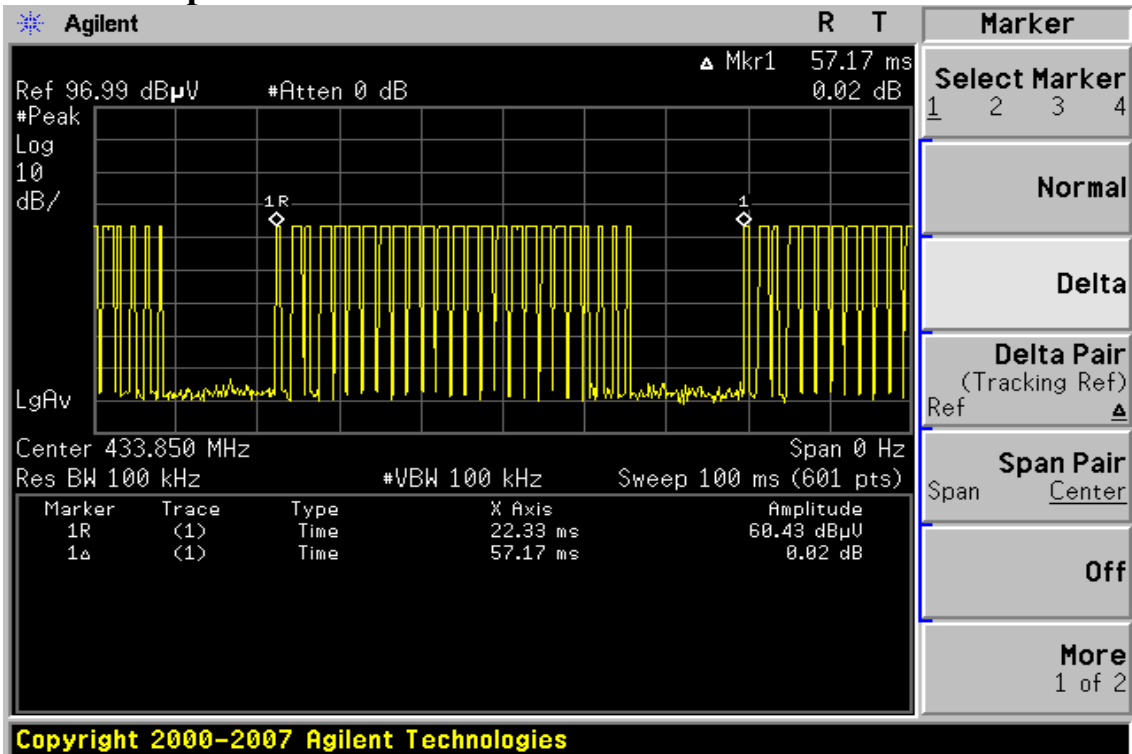 Agilent R T
Marker
Δ Mkr1 57.17 ms
Ref 96.99 dBµV #Atten 0 dB 0.02 dB
#Peak
Log
10
dB/
1R
1
LgAv
Center 433.850 MHz Span 0 Hz
Res BW 100 kHz #VBW 100 kHz Sweep 100 ms (601 pts)
Marker Trace Type X Axis Amplitude
1R (1) Time 22.33 ms 60.43 dBµV
1Δ (1) Time 57.17 ms 0.02 dB
Select Marker
1 2 3 4
Normal
Delta
Delta Pair
(Tracking Ref)
Ref Δ
Span Pair
Span Center
Off
More
1 of 2
Copyright 2000-2007 Agilent Technologies